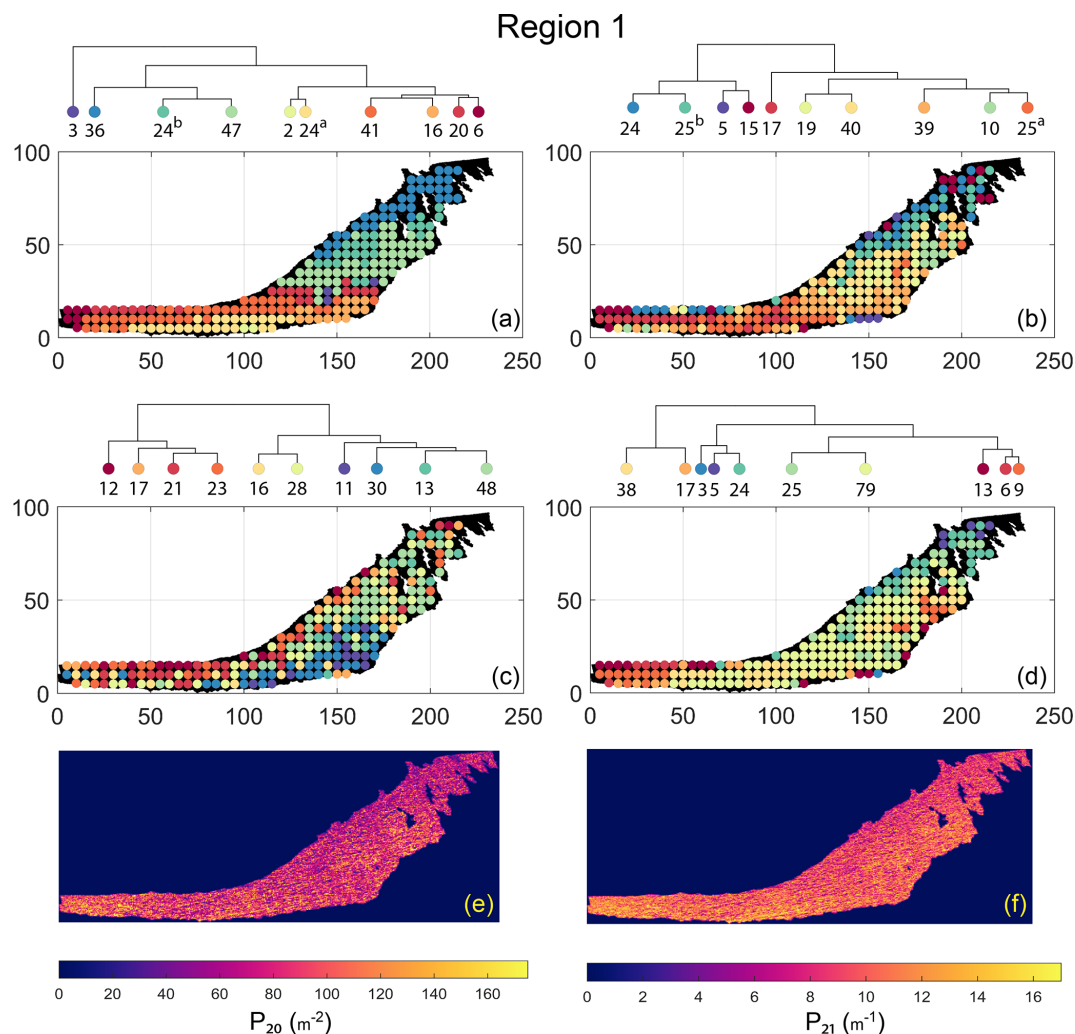 Region 1
3 36 24b 47 2 24a 41 16 20 6
24 25b 5 15 17 19 40 39 10 25a
100
50
0
0 50 100 150 200 250
(a)
100
50
0
0 50 100 150 200 250
(b)
12 17 21 23 16 28 11 30 13 48
38 17 3 5 24 25 79 13 6 9
100
50
0
0 50 100 150 200 250
(c)
100
50
0
0 50 100 150 200 250
(d)
(e)
(f)
0 20 40 60 80 100 120 140 160
P20 (m-2)
0 2 4 6 8 10 12 14 16
P21 (m-1)